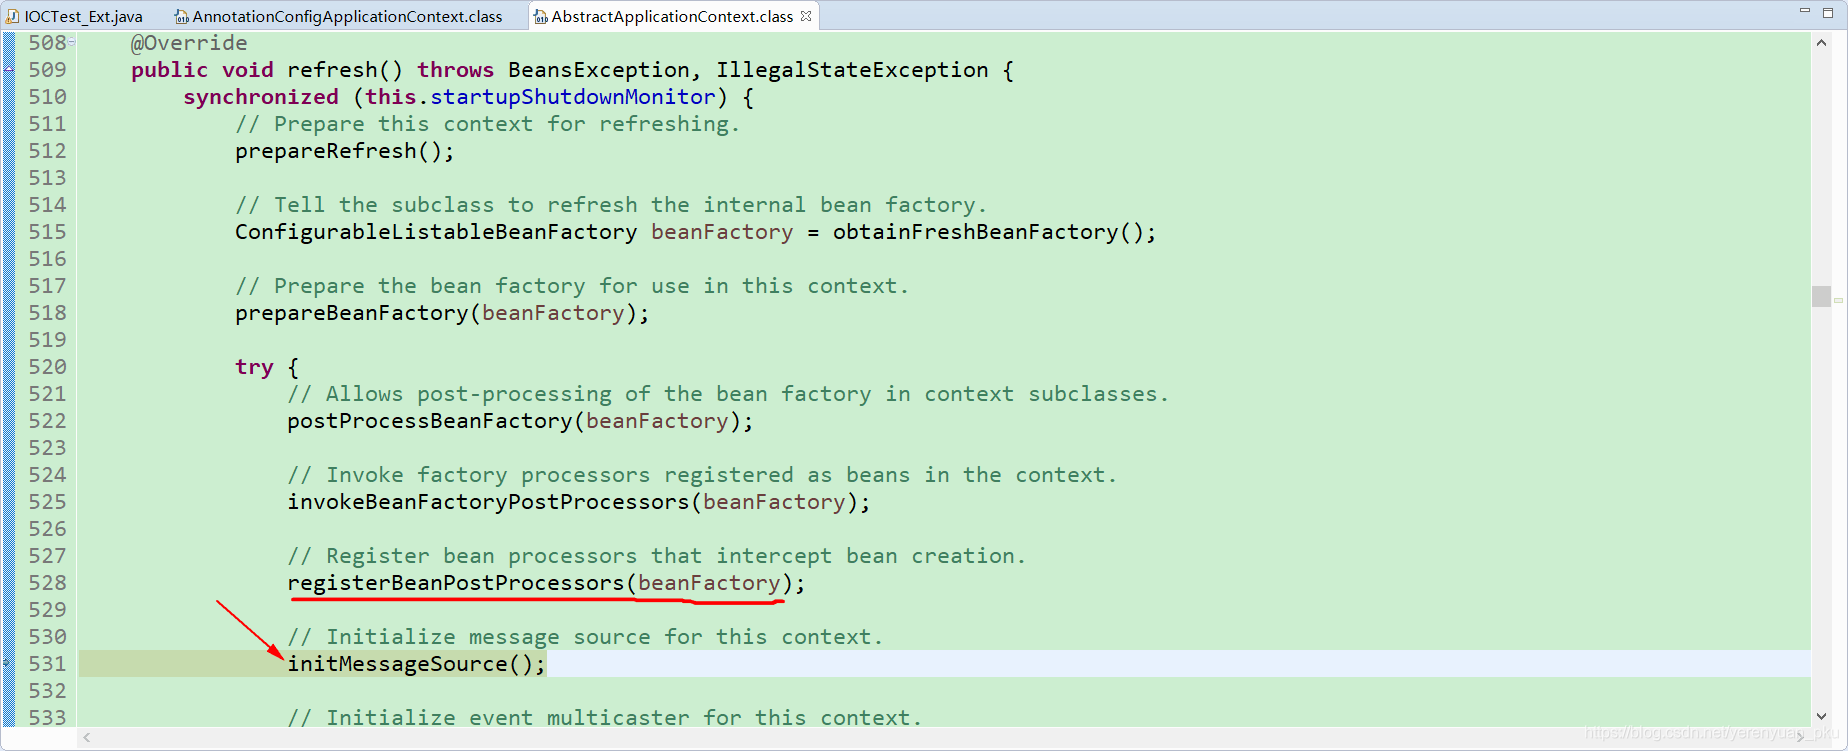 IOCTest_Ext.java AnnotationConfigApplicationContext.class AbstractApplicationContext.class
508 @Override
509 public void refresh() throws BeansException, IllegalStateException {
510 synchronized (this.startupShutdownMonitor) {
511 // Prepare this context for refreshing.
512 prepareRefresh();
513
514 // Tell the subclass to refresh the internal bean factory.
515 ConfigurableListableBeanFactory beanFactory = obtainFreshBeanFactory();
516
517 // Prepare the bean factory for use in this context.
518 prepareBeanFactory(beanFactory);
519
520 try {
521 // Allows post-processing of the bean factory in context subclasses.
522 postProcessBeanFactory(beanFactory);
523
524 // Invoke factory processors registered as beans in the context.
525 invokeBeanFactoryPostProcessors(beanFactory);
526
527 // Register bean processors that intercept bean creation.
528 registerBeanPostProcessors(beanFactory);
529
530 // Initialize message source for this context.
531 initMessageSource();
532
533 // Initialize event multicaster for this context.
https://blog.csdn.net/yerenyuan_pku